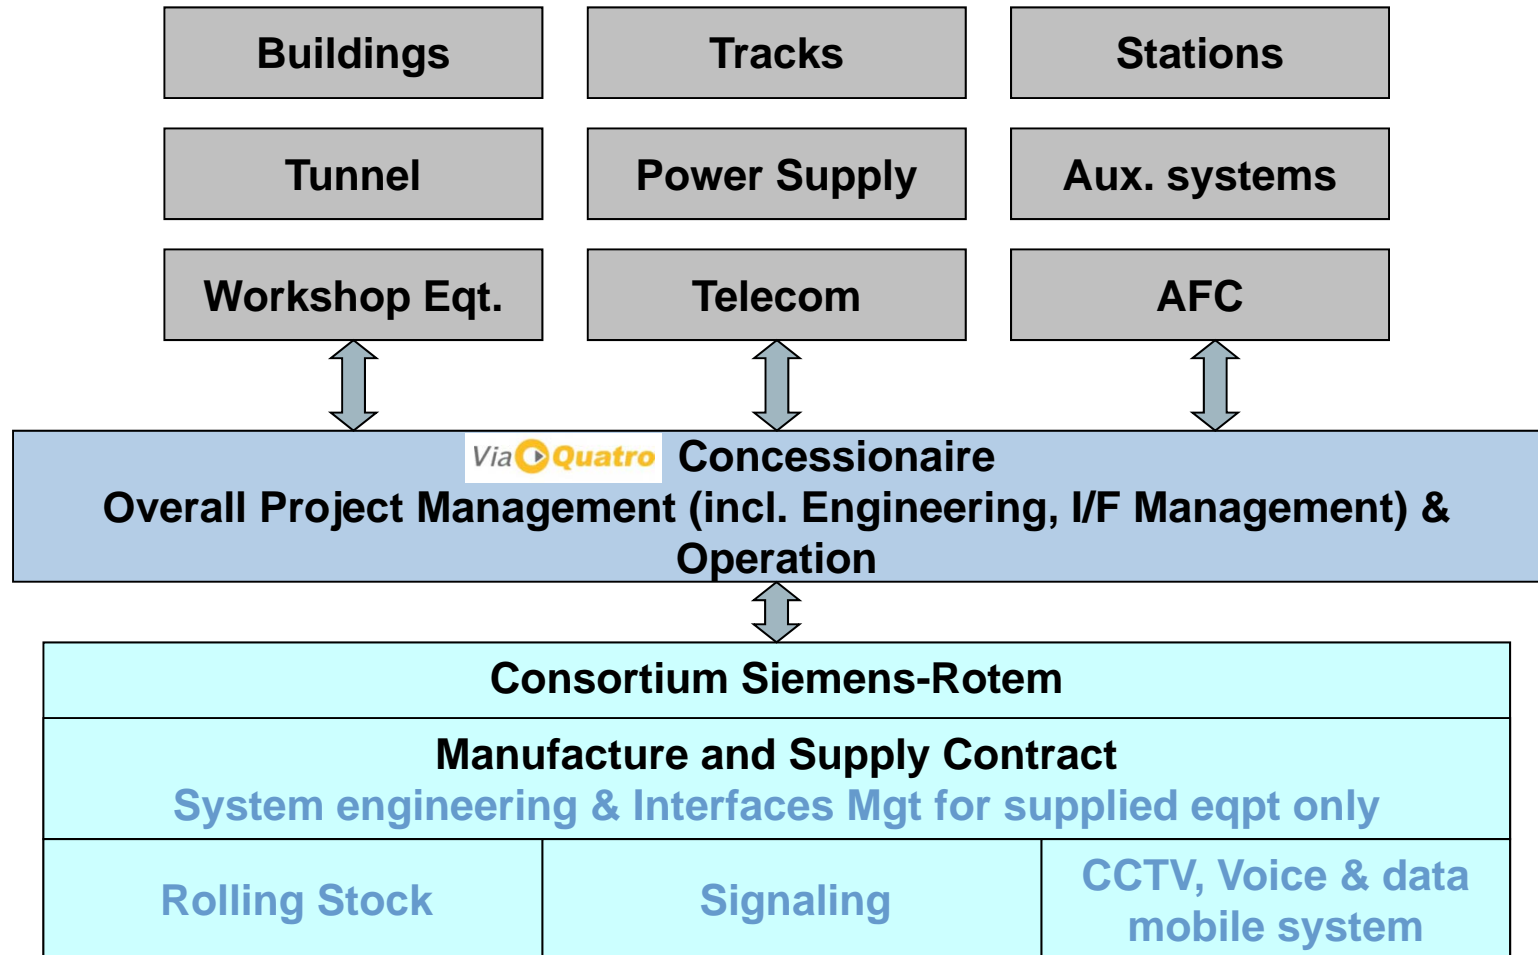 Buildings
Tracks
Stations
Tunnel
Power Supply
Aux. systems
Workshop Eqt.
Telecom
AFC
Via Quatro Concessionaire
Overall Project Management (incl. Engineering, I/F Management) &
Operation
Consortium Siemens-Rotem
Manufacture and Supply Contract
System engineering & Interfaces Mgt for supplied eqpt only
Rolling Stock
Signaling
CCTV, Voice & data
mobile system